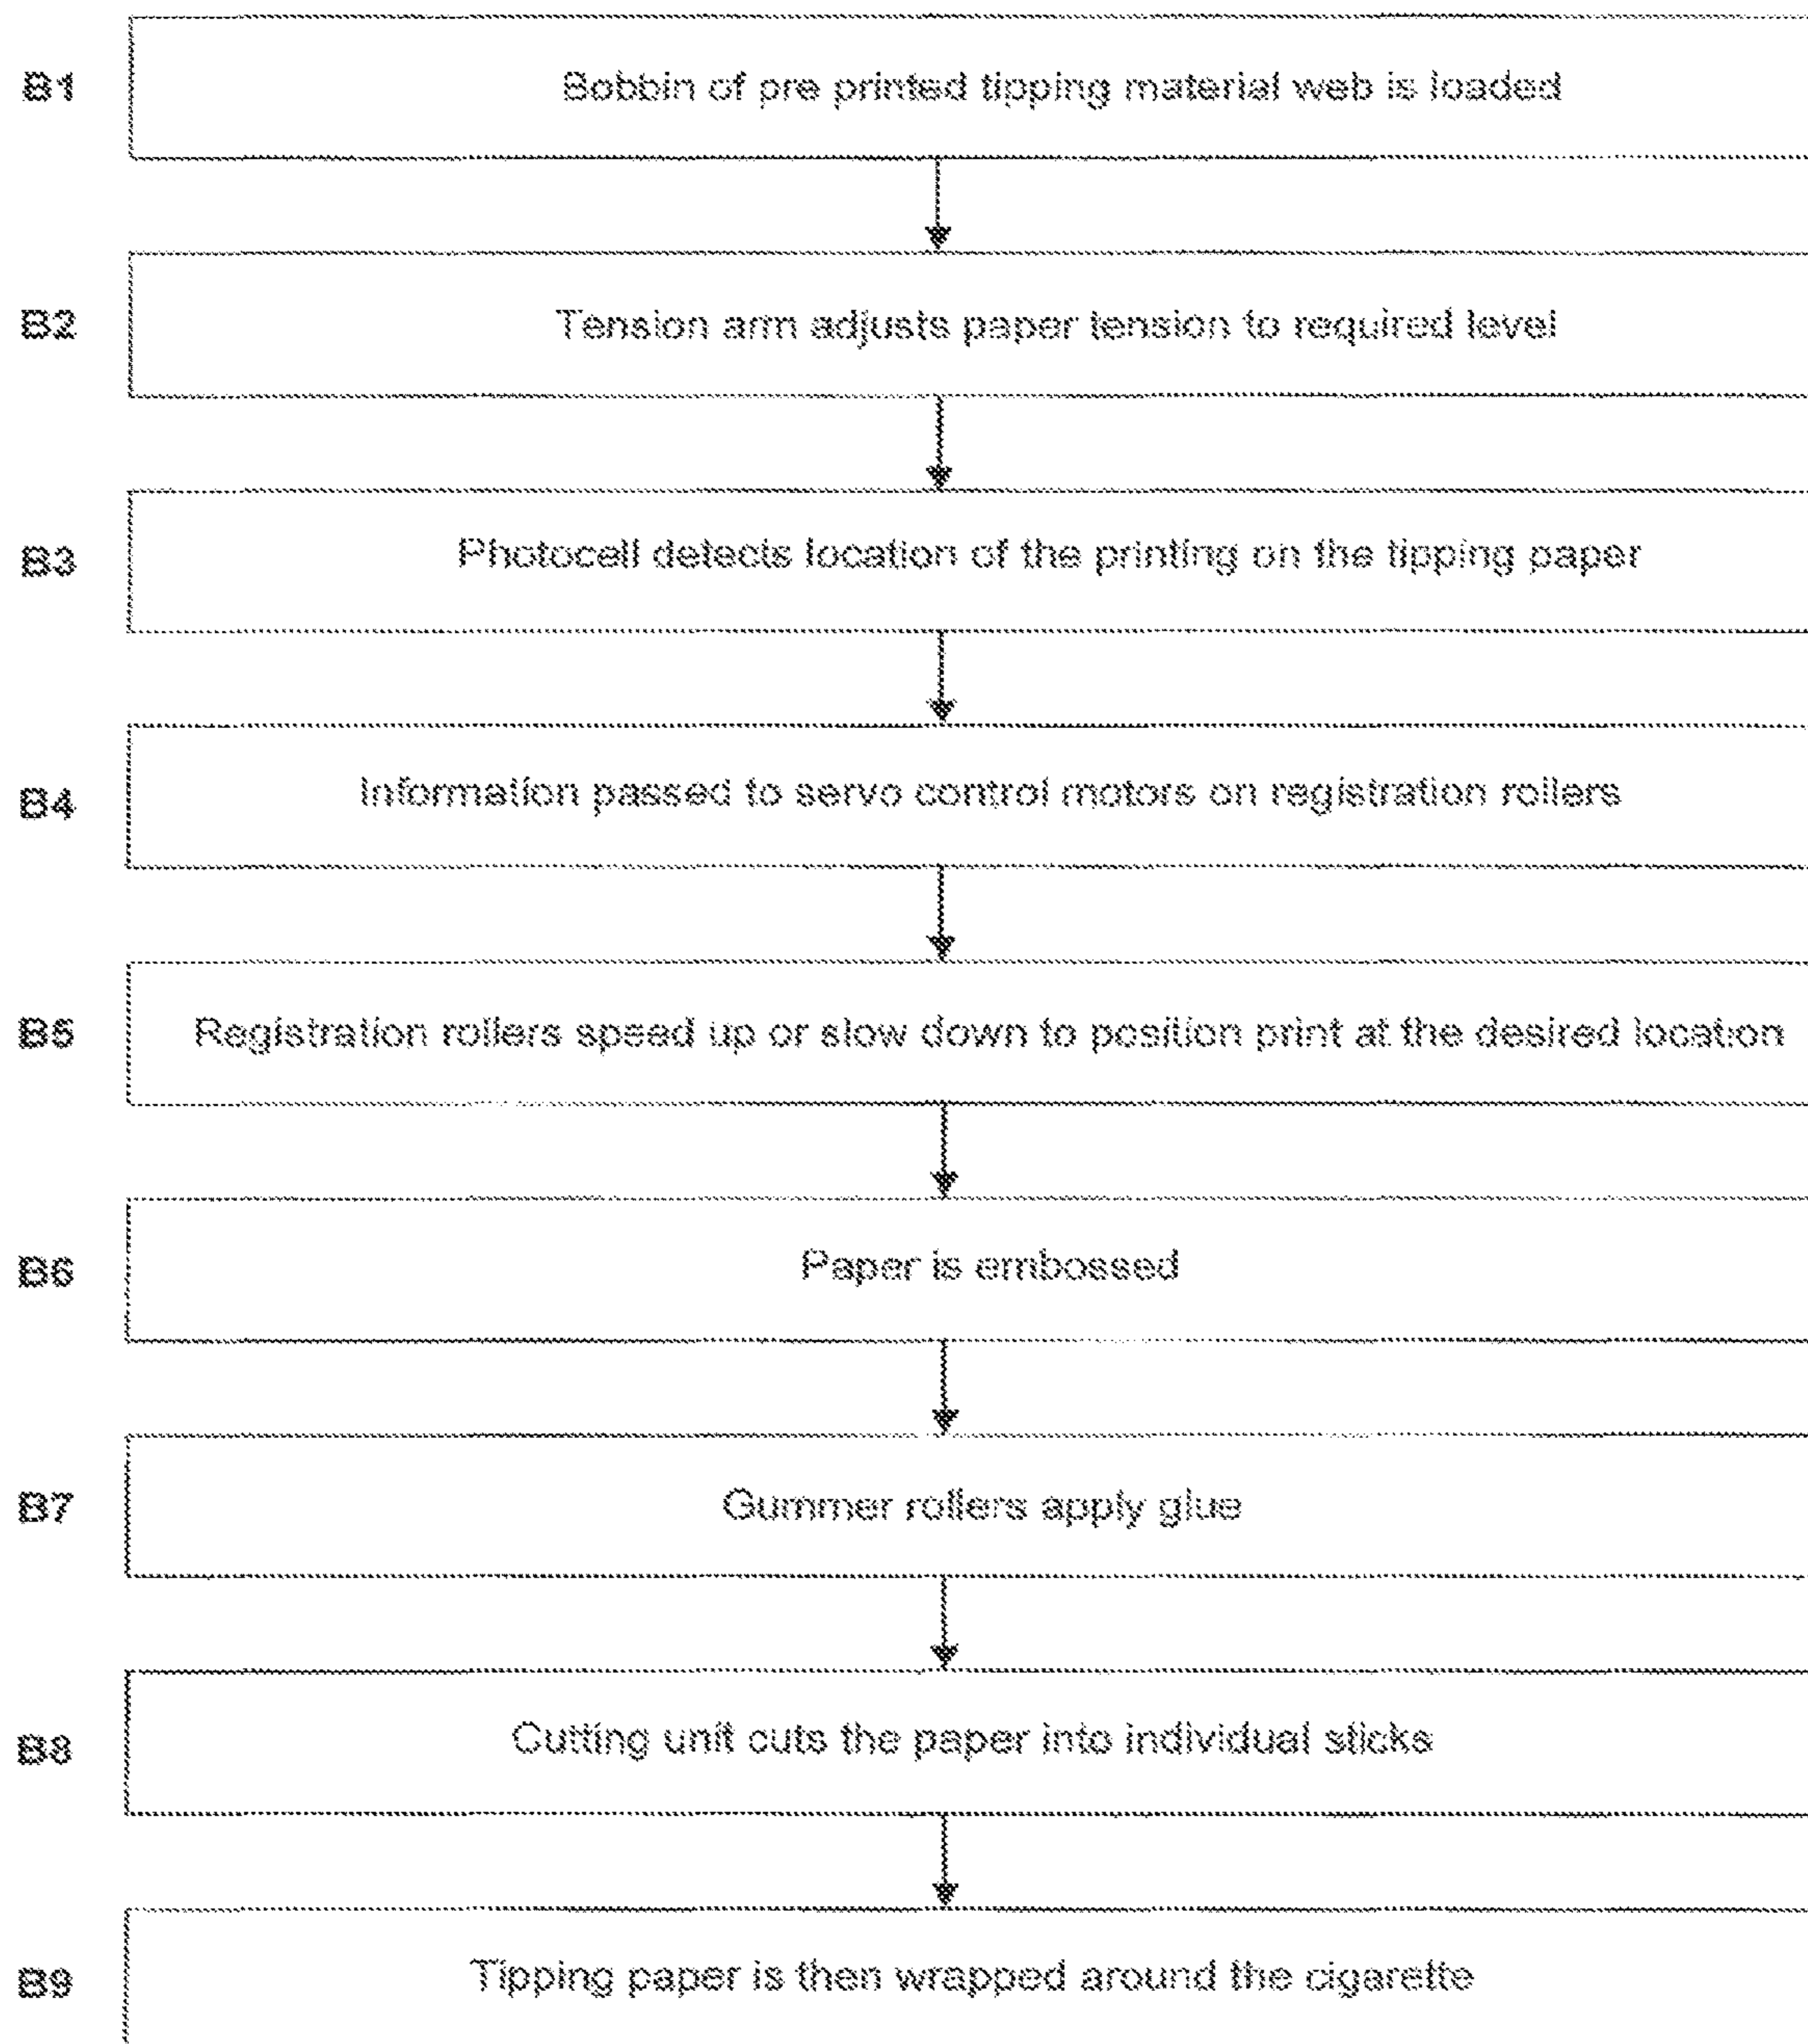 B1 Bobbin of pre printed tipping material web is loaded
B2 Tension arm adjusts paper tension to required level
B3 Photocell detects location of the printing on the tipping paper
B4 Information passed to servo control motors on registration rollers
B5 Registration rollers speed up or slow down to position print at the desired location
B6 Paper is embossed
B7 Gummer rollers apply glue
B8 Cutting unit cuts the paper into individual sticks
B9 Tipping paper is then wrapped around the cigarette